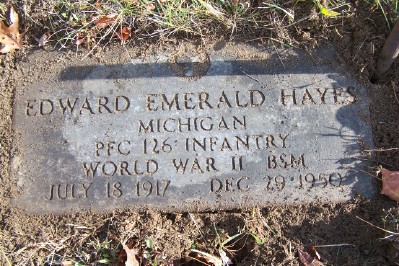 EDWARD EMERALD HAYES
MICHIGAN
PFC 126 INFANTRY
WORLD WAR II BSM
JULY 18 1917 DEC 29 1950